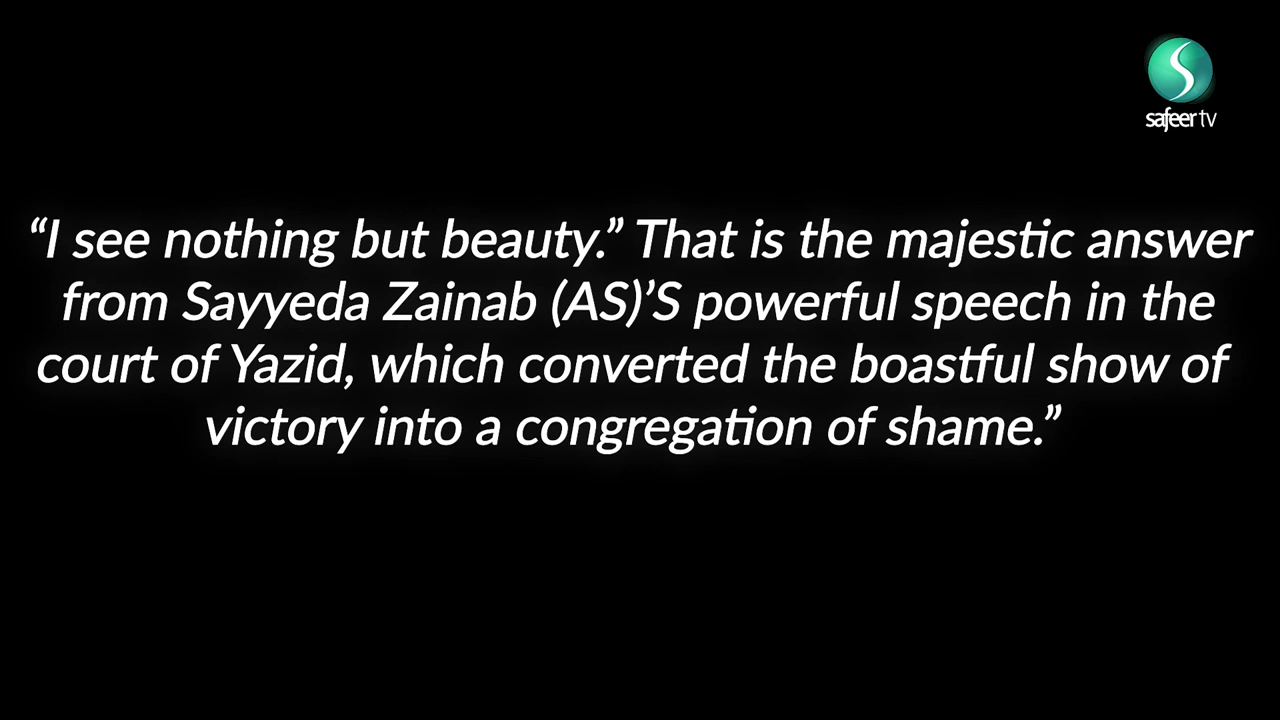 safeer tv
“I see nothing but beauty.” That is the majestic answer
from Sayyeda Zainab (AS)’S powerful speech in the
court of Yazid, which converted the boastful show of
victory into a congregation of shame.”